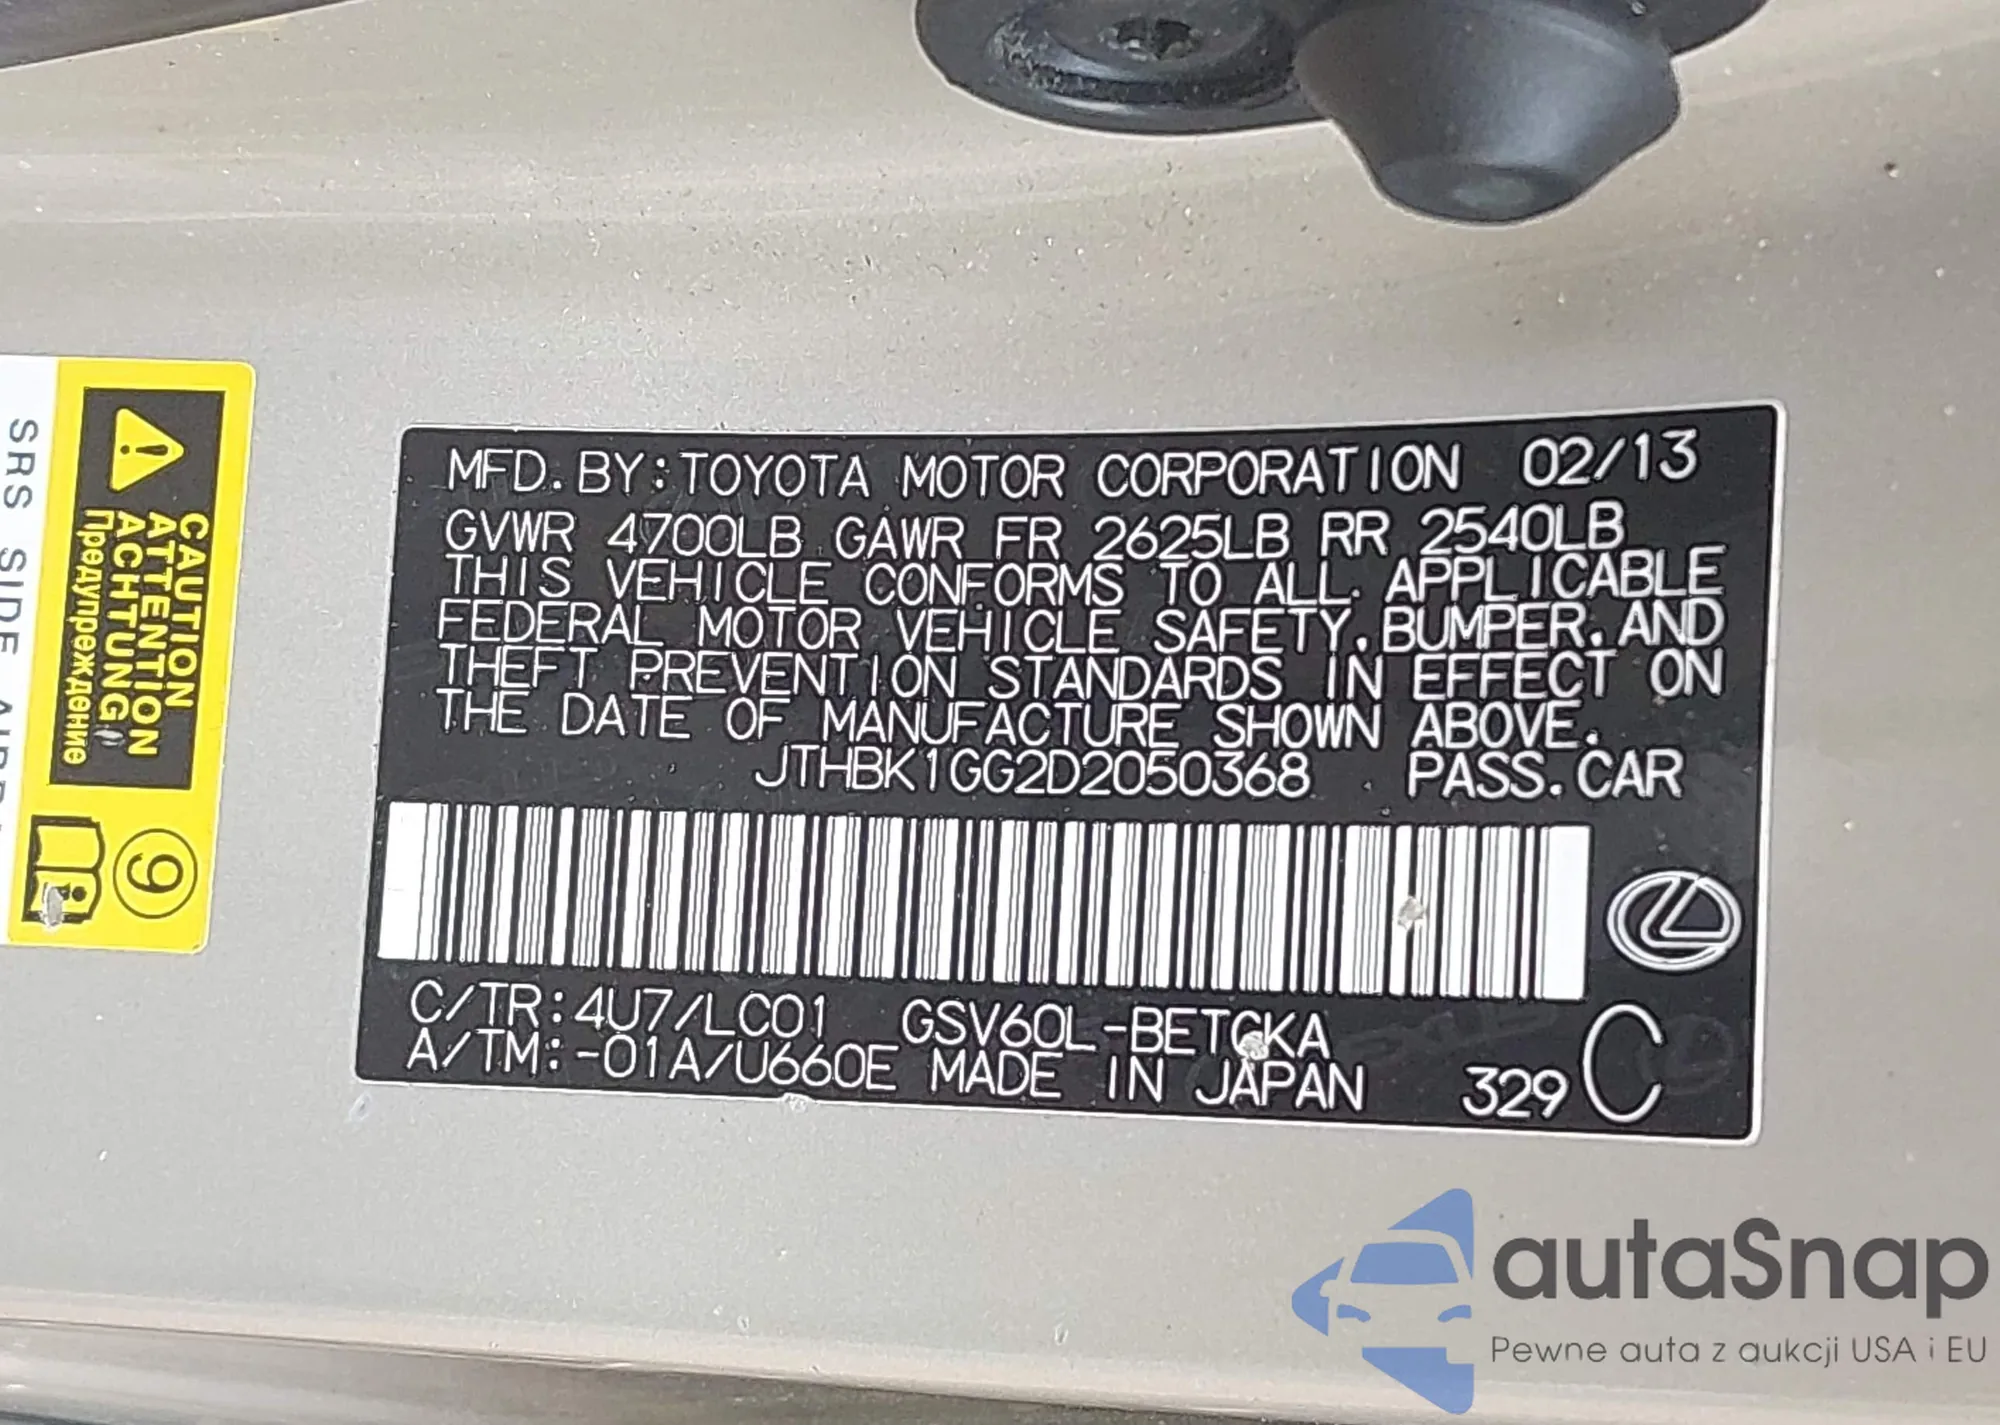 MFD. BY: TOYOTA MOTOR CORPORATION 02/13
GVWR 4700LB GAWR FR 2625LB RR 2540LB
THIS VEHICLE CONFORMS TO ALL APPLICABLE
FEDERAL MOTOR VEHICLE SAFETY, BUMPER, AND
THEFT PREVENTION STANDARDS IN EFFECT ON
THE DATE OF MANUFACTURE SHOWN ABOVE.
JTHBK1GG2D2050368 PASS. CAR
C/TR: 4U7/LC01 GSV60L-BETGKA
A/TM: -01A/U660E MADE IN JAPAN 329 C
CAUTION
ATTENTION
ACHTUNG
Предупреждение
9
SRS SIDE
autaSnap
Pewne auta z aukcji USA i EU